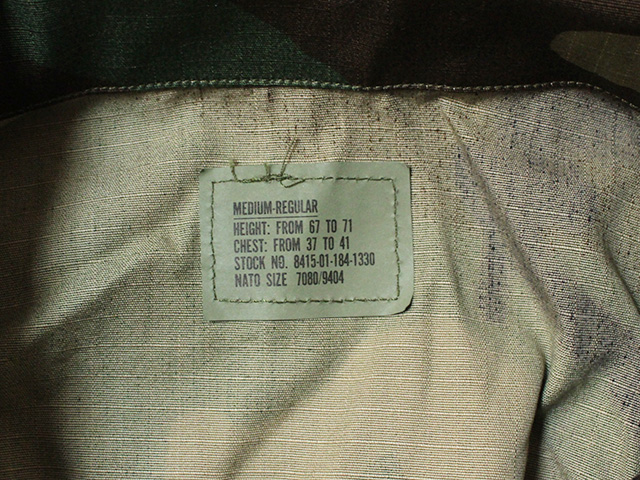 MEDIUM-REGULAR
HEIGHT: FROM 67 TO 71
CHEST: FROM 37 TO 41
STOCK NO. 8415-01-184-1330
NATO SIZE 7080/9404